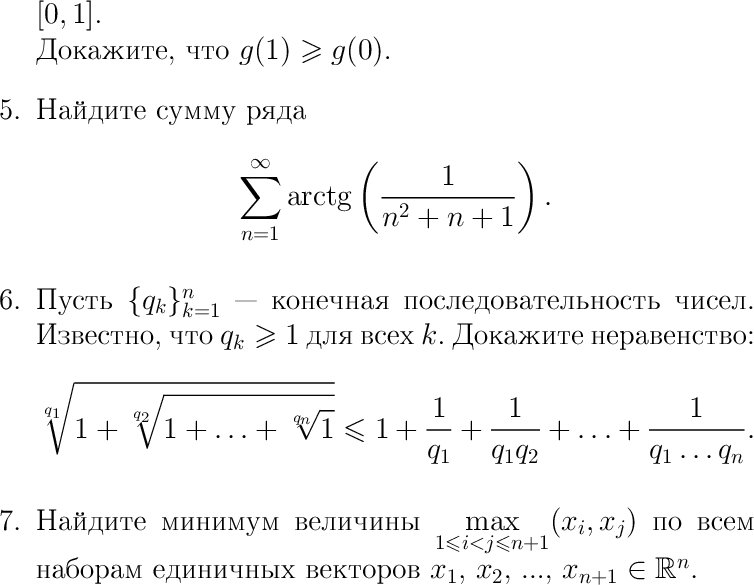 [0, 1].
Докажите, что g(1) ⩾ g(0).
5. Найдите сумму ряда
$$\sum_{n=1}^{\infty} \operatorname{arctg}\left(\frac{1}{n^2+n+1}\right).$$
6. Пусть $\{q_k\}_{k=1}^{n}$ — конечная последовательность чисел.
Известно, что $q_k \geqslant 1$ для всех $k$. Докажите неравенство:
$$\sqrt[q_1]{1+\sqrt[q_2]{1+\ldots+\sqrt[q_n]{1}}} \leqslant 1+\frac{1}{q_1}+\frac{1}{q_1q_2}+\ldots+\frac{1}{q_1\ldots q_n}.$$
7. Найдите минимум величины $\max\limits_{1\leqslant i<j\leqslant n+1}(x_i, x_j)$ по всем
наборам единичных векторов $x_1$, $x_2$, ..., $x_{n+1} \in \mathbb{R}^n$.